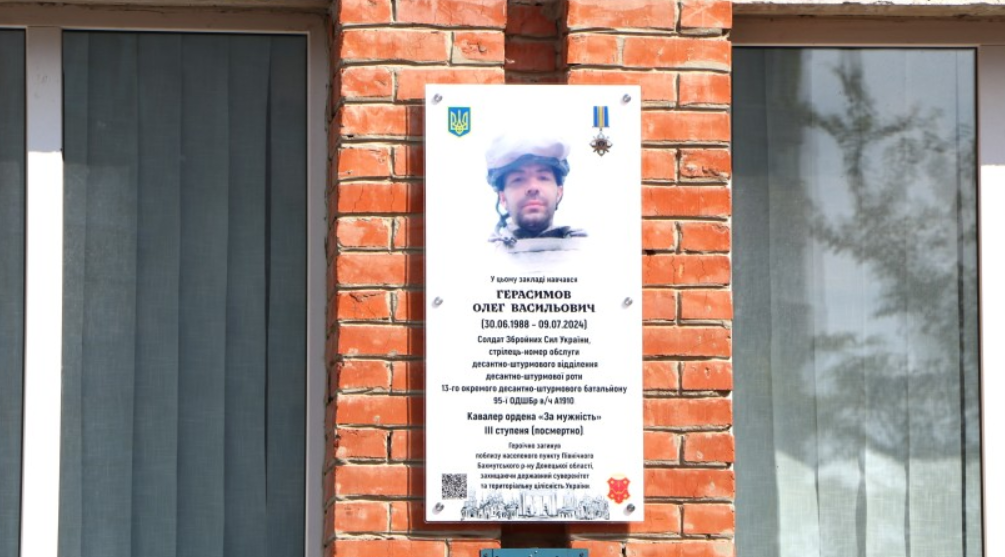 У цьому закладі навчався
ГЕРАСИМОВ
ОЛЕГ ВАСИЛЬОВИЧ
(30.06.1988 - 09.07.2024)
Солдат Збройних Сил України,
стрілець-номер обслуги
десантно-штурмового відділення
десантно-штурмової роти
13-го окремого десантно-штурмового батальйону
95-ї ОДШБр в/ч А1910
Кавалер ордена «За мужність»
III ступеня (посмертно)
Героїчно загинув
поблизу населеного пункту Північного
Бахмутського р-ну Донецької області,
захищаючи державний суверенітет
та територіальну цілісність України